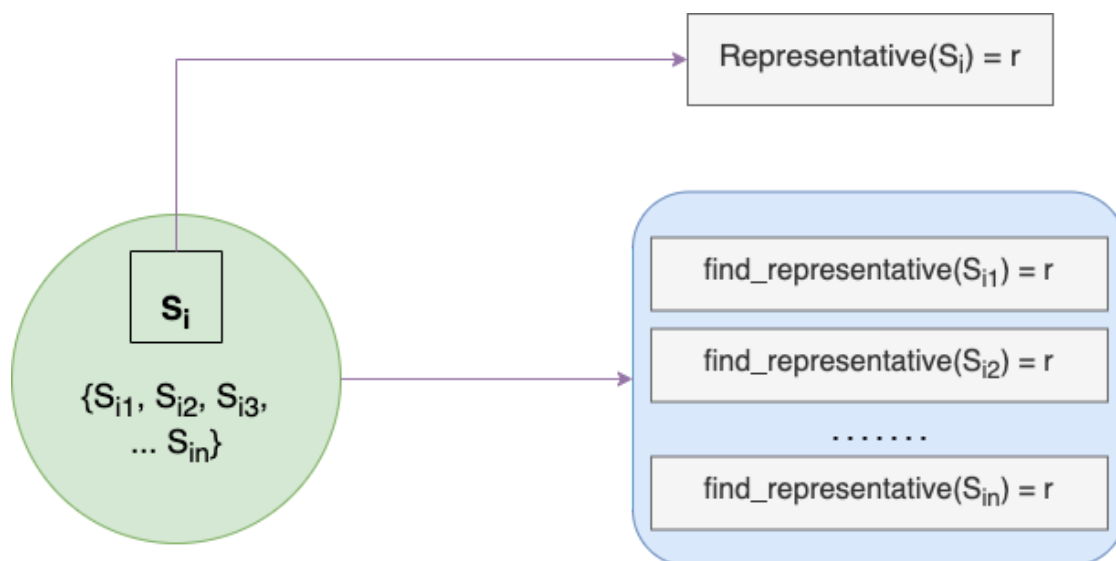 Representative(Sᵢ) = r
Sᵢ
{Sᵢ₁, Sᵢ₂, Sᵢ₃,
... Sᵢₙ}
find_representative(Sᵢ₁) = r
find_representative(Sᵢ₂) = r
.......
find_representative(Sᵢₙ) = r